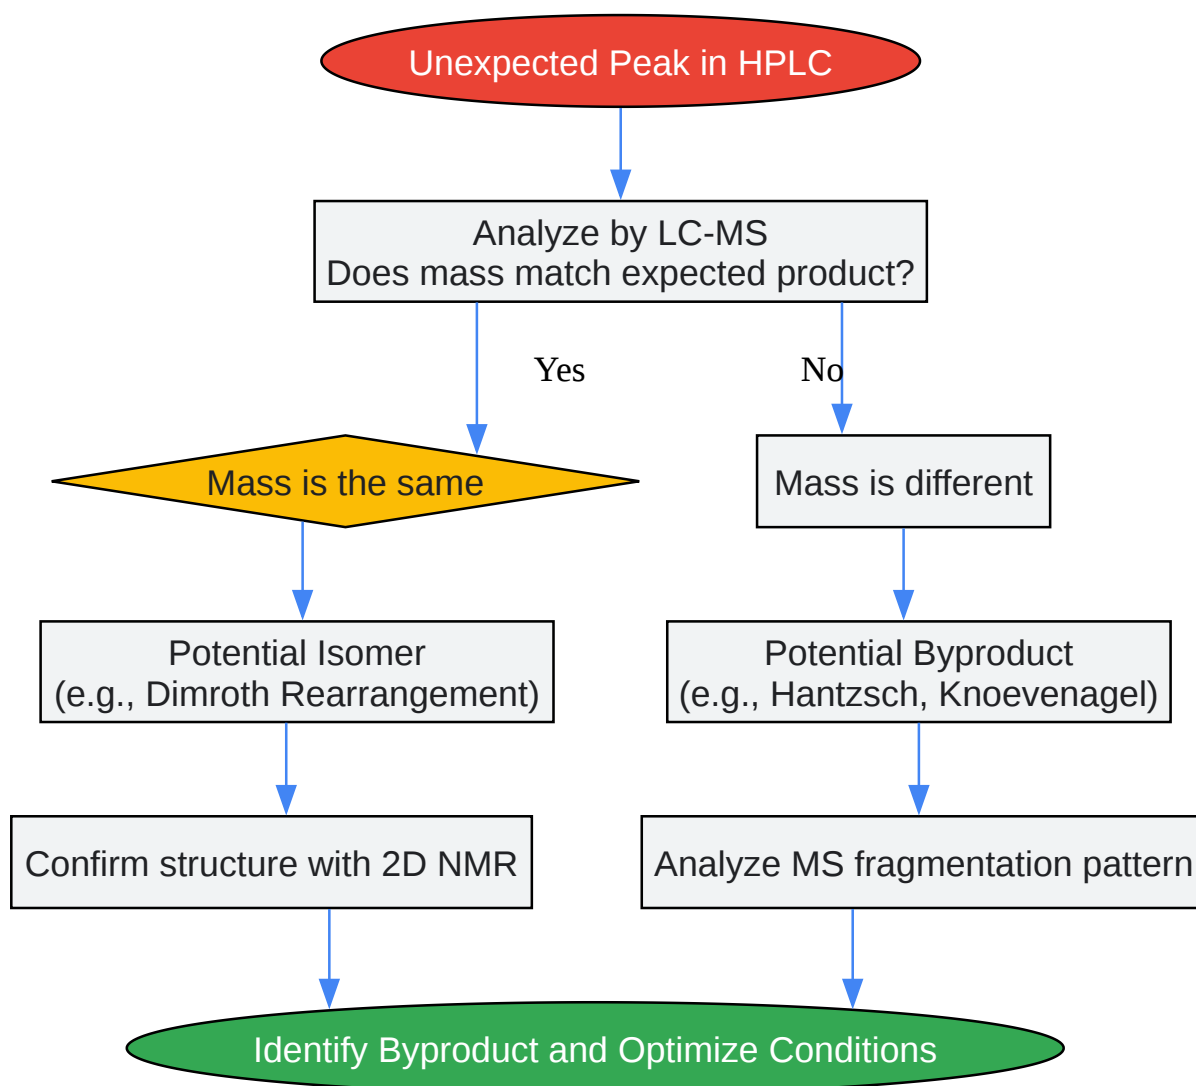 Unexpected Peak in HPLC
Analyze by LC-MS
Does mass match expected product?
Yes
No
Mass is the same
Mass is different
Potential Isomer
(e.g., Dimroth Rearrangement)
Potential Byproduct
(e.g., Hantzsch, Knoevenagel)
Confirm structure with 2D NMR
Analyze MS fragmentation pattern
Identify Byproduct and Optimize Conditions